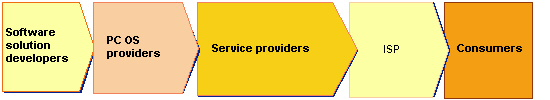 Software
solution
developers
PC OS
providers
Service providers
ISP
Consumers